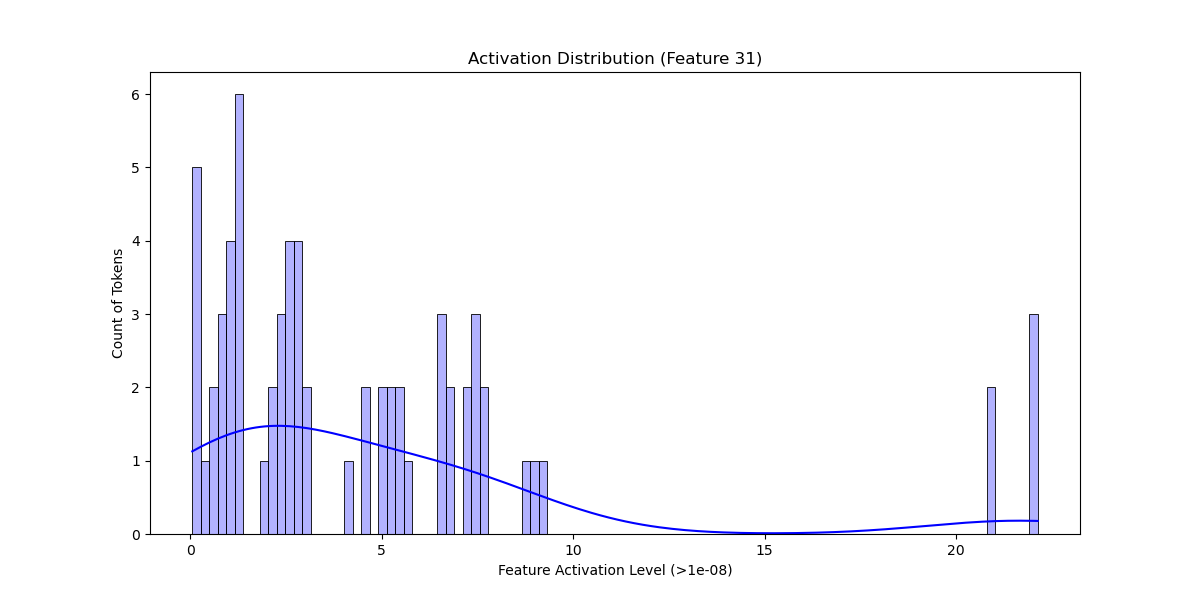 Activation Distribution (Feature 31)
6
5
4
3
2
1
0
Count of Tokens
0 5 10 15 20
Feature Activation Level (>1e-08)